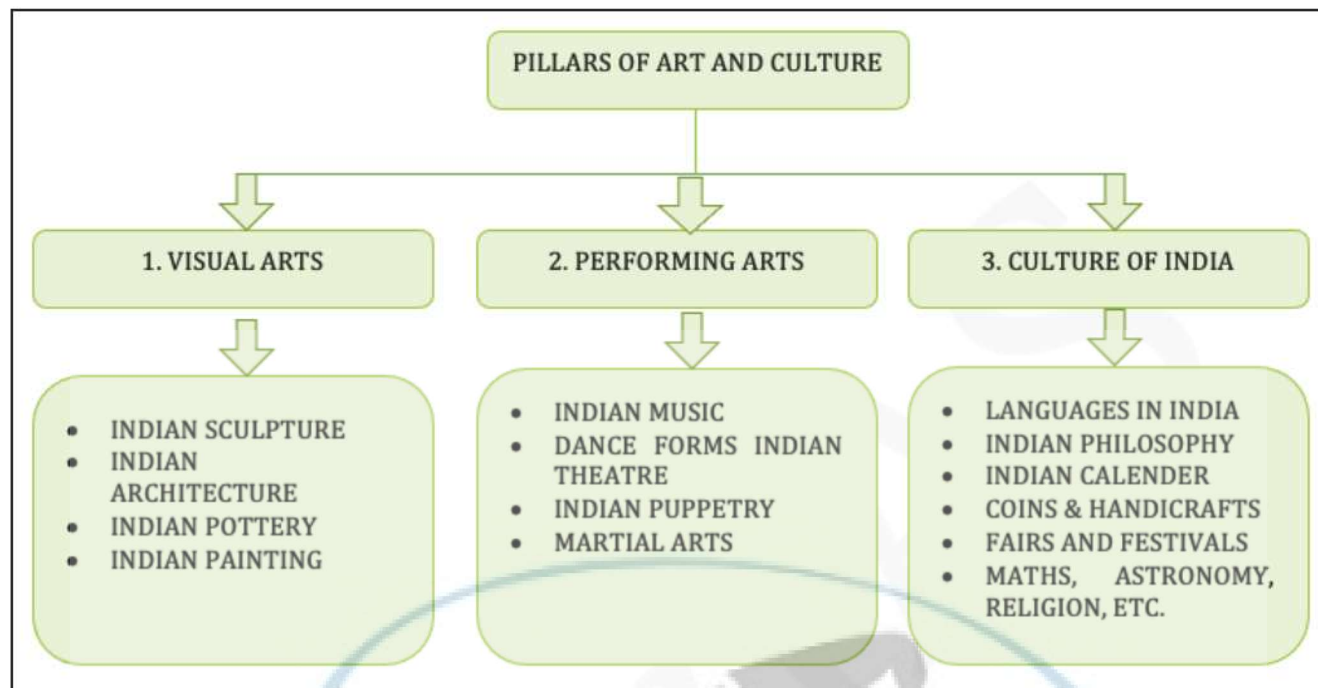 PILLARS OF ART AND CULTURE
1. VISUAL ARTS
• INDIAN SCULPTURE
• INDIAN
ARCHITECTURE
• INDIAN POTTERY
• INDIAN PAINTING
2. PERFORMING ARTS
• INDIAN MUSIC
• DANCE FORMS INDIAN
THEATRE
• INDIAN PUPPETRY
• MARTIAL ARTS
3. CULTURE OF INDIA
• LANGUAGES IN INDIA
• INDIAN PHILOSOPHY
• INDIAN CALENDER
• COINS & HANDICRAFTS
• FAIRS AND FESTIVALS
• MATHS, ASTRONOMY,
RELIGION, ETC.